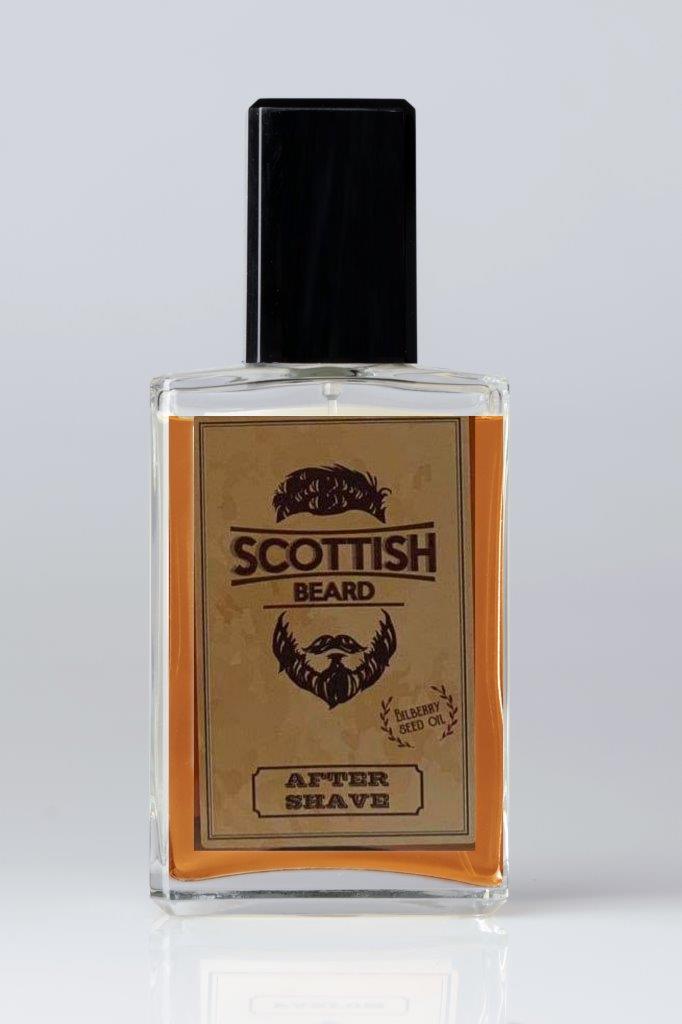 SCOTTISH
BEARD
BILBERRY
SEED OIL
AFTER
SHAVE